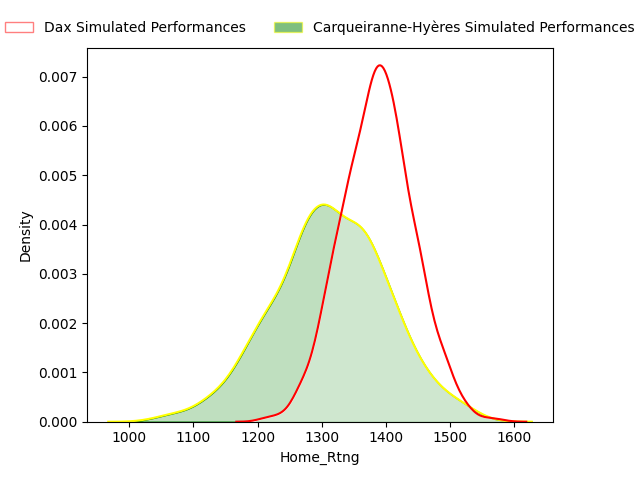 Dax Simulated Performances
Carqueiranne-Hyères Simulated Performances
0.007
0.006
0.005
0.004
0.003
0.002
0.001
0.000
Density
1000 1100 1200 1300 1400 1500 1600
Home_Rtng